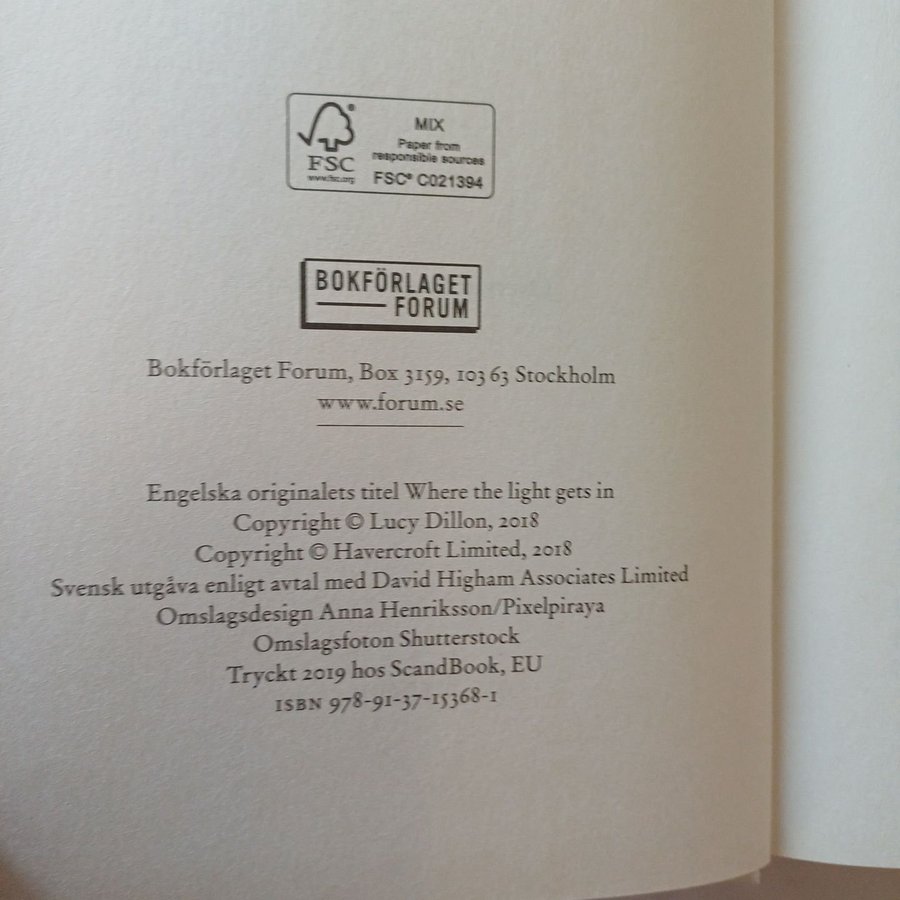 FSC®
www.fsc.org
MIX
Paper from
responsible sources
FSC® C021394
BOKFÖRLAGET
FORUM
Bokförlaget Forum, Box 3159, 103 63 Stockholm
www.forum.se
Engelska originalets titel Where the light gets in
Copyright © Lucy Dillon, 2018
Copyright © Havercroft Limited, 2018
Svensk utgåva enligt avtal med David Higham Associates Limited
Omslagsdesign Anna Henriksson/Pixelpiraya
Omslagsfoton Shutterstock
Tryckt 2019 hos ScandBook, EU
ISBN 978-91-37-15368-1